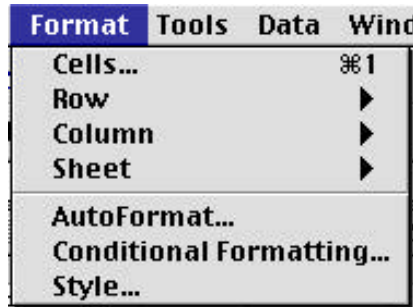 Format Tools Data Wind
Cells... ⌘1
Row ▶
Column ▶
Sheet ▶
AutoFormat...
Conditional Formatting...
Style...